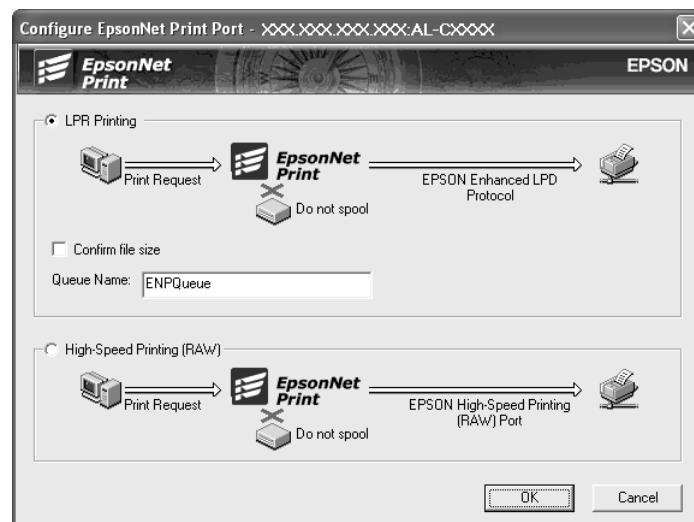 Configure EpsonNet Print Port - XXX.XXX.XXX.XXX:AL-CXXXX
EpsonNet
Print
EPSON
LPR Printing
Print Request
EpsonNet
Print
EPSON Enhanced LPD
Protocol
Do not spool
Confirm file size
Queue Name: ENPQueue
High-Speed Printing (RAW)
Print Request
EpsonNet
Print
EPSON High-Speed Printing
(RAW) Port
Do not spool
OK Cancel